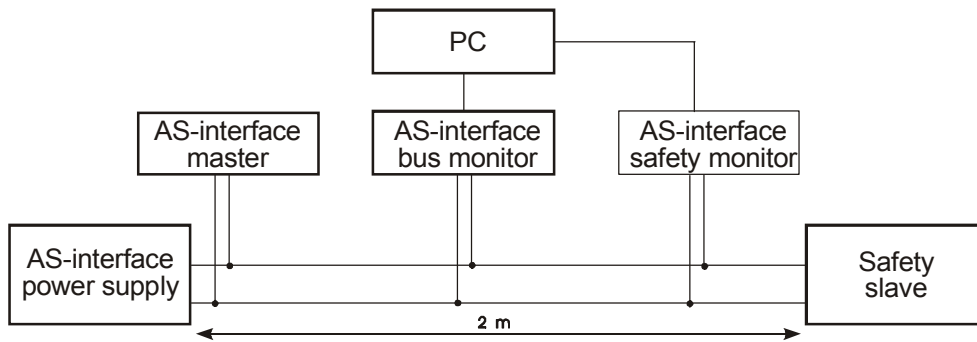 PC
AS-interface
master
AS-interface
bus monitor
AS-interface
safety monitor
AS-interface
power supply
Safety
slave
2 m